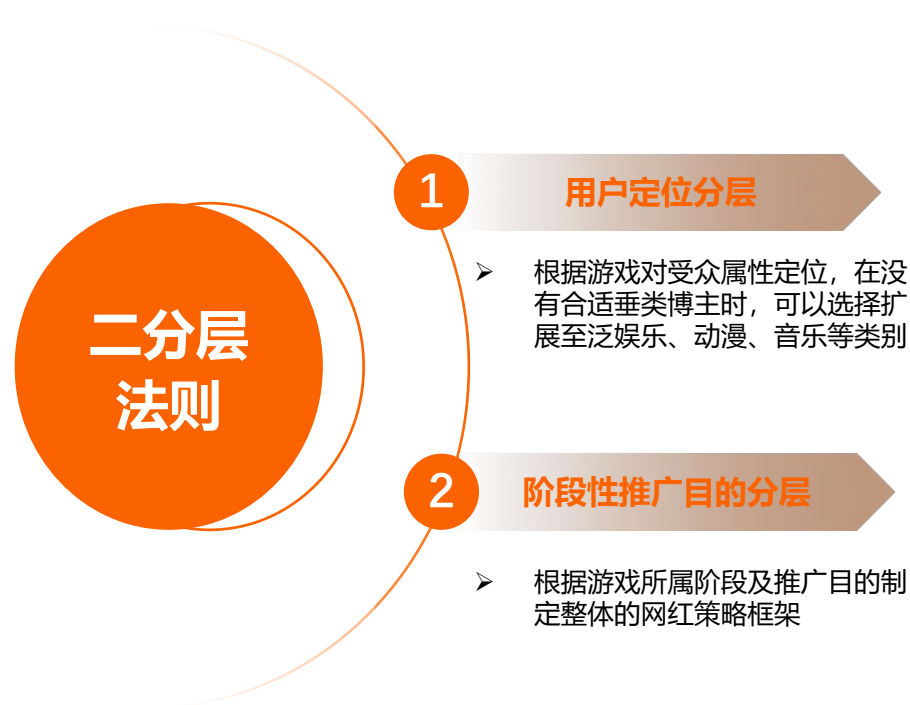 二分层
法则
1
用户定位分层
➢ 根据游戏对受众属性定位，在没
有合适垂类博主时，可以选择扩
展至泛娱乐、动漫、音乐等类别
2
阶段性推广目的分层
➢ 根据游戏所属阶段及推广目的制
定整体的网红策略框架